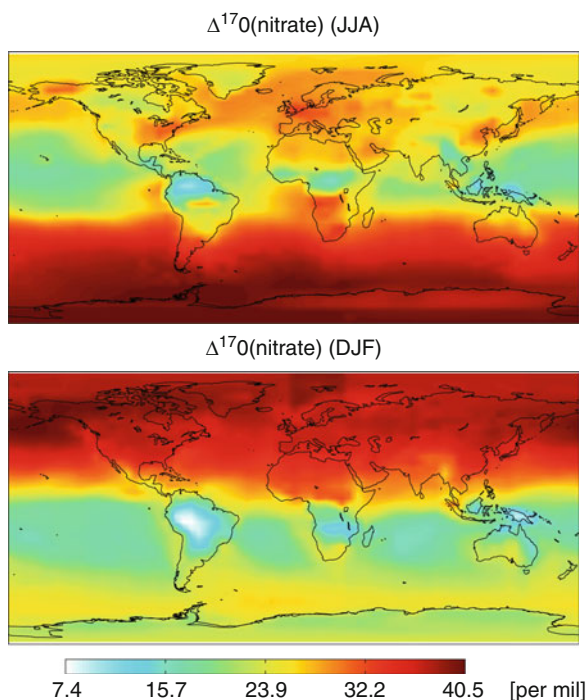 Δ¹⁷0(nitrate) (JJA)
Δ¹⁷0(nitrate) (DJF)
7.4 15.7 23.9 32.2 40.5 [per mil]